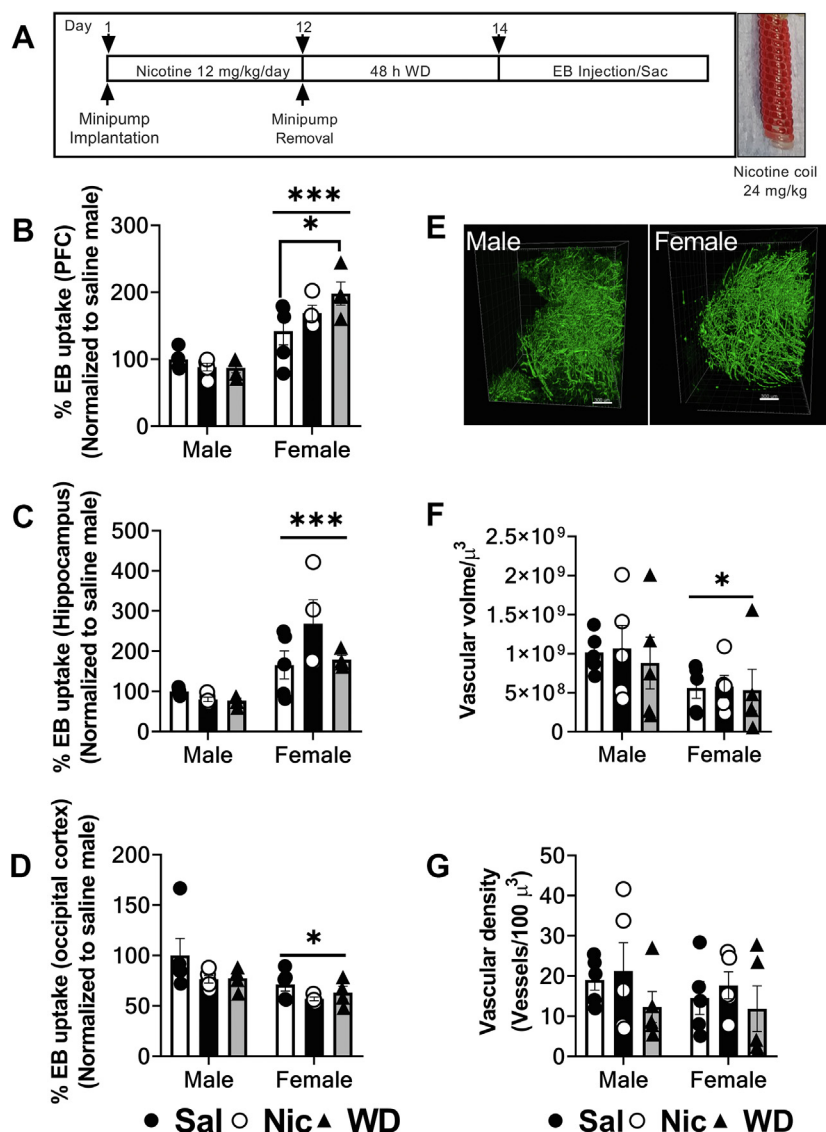 A
Day
1
12
14
Nicotine 12 mg/kg/day
48 h WD
EB Injection/Sac
Minipump
Implantation
Minipump
Removal
Nicotine coil
24 mg/kg
B
% EB uptake (PFC)
(Normalized to saline male)
300
200
100
0
***
*
Male
Female
E
Male
Female
C
% EB uptake (Hippocampus)
(Normalized to saline male)
500
400
300
200
100
0
***
Male
Female
F
Vascular volme/μ³
2.5×10⁹
2×10⁹
1.5×10⁹
1×10⁹
5×10⁸
0
*
Male
Female
D
% EB uptake (occipital cortex)
(Normalized to saline male)
200
150
100
50
0
*
Male
Female
G
Vascular density
(Vessels/100 μ³)
50
40
30
20
10
0
Male
Female
Sal Nic WD
Sal Nic WD